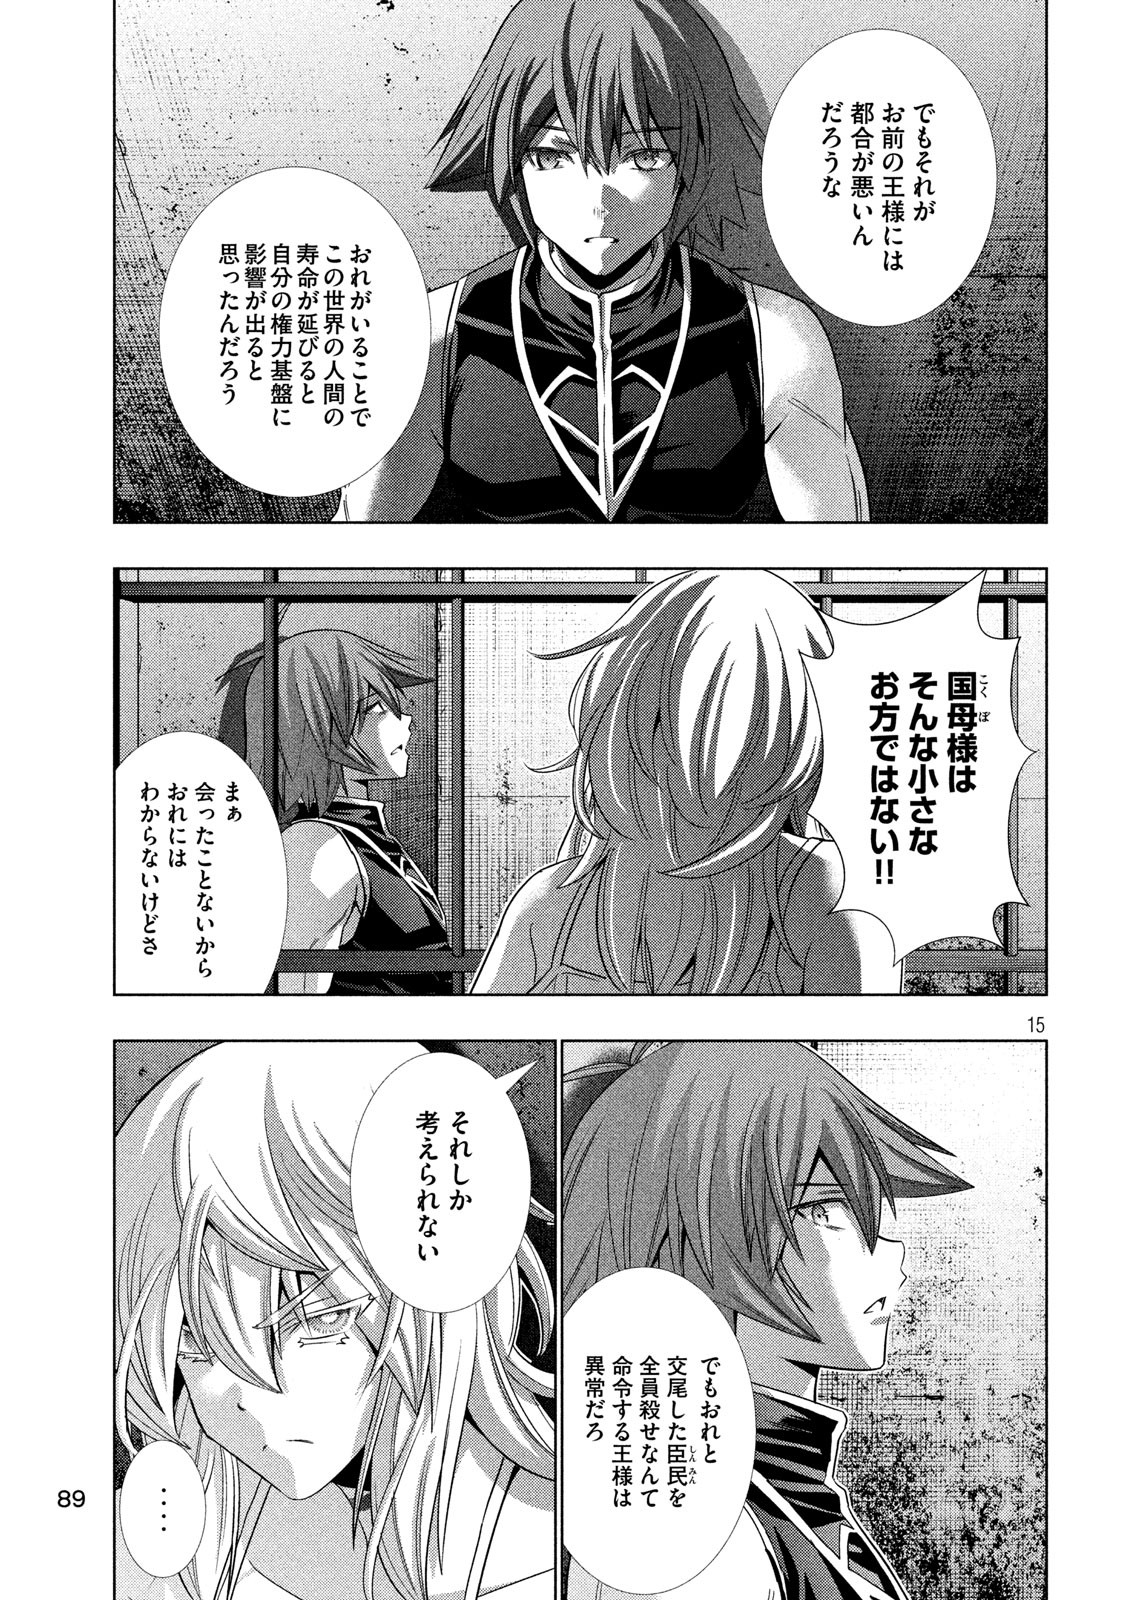 でもそれが
お前の王様には
都合が悪いん
だろうな
おれがいることで
この世界の人間の
寿命が延びると
自分の権力基盤に
影響が出ると
思ったんだろう
国母様は
こくぼ
そんな小さな
お方ではない!!
まぁ
会ったことないから
おれには
わからないけどさ
15
でもおれと
交尾した臣民を
しんみん
全員殺せなんて
命令する王様は
異常だろ
それしか
考えられない
‥‥
89